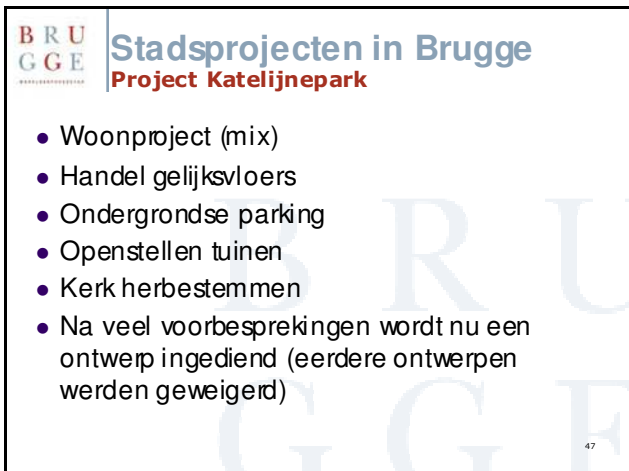 B R U
G G E
Stadsprojecten in Brugge
Project Katelijnepark
• Woonproject (mix)
• Handel gelijksvloers
• Ondergrondse parking
• Openstellen tuinen
• Kerk herbestemmen
• Na veel voorbesprekingen wordt nu een
ontwerp ingediend (eerdere ontwerpen
werden geweigerd)
B R U
G G E
47